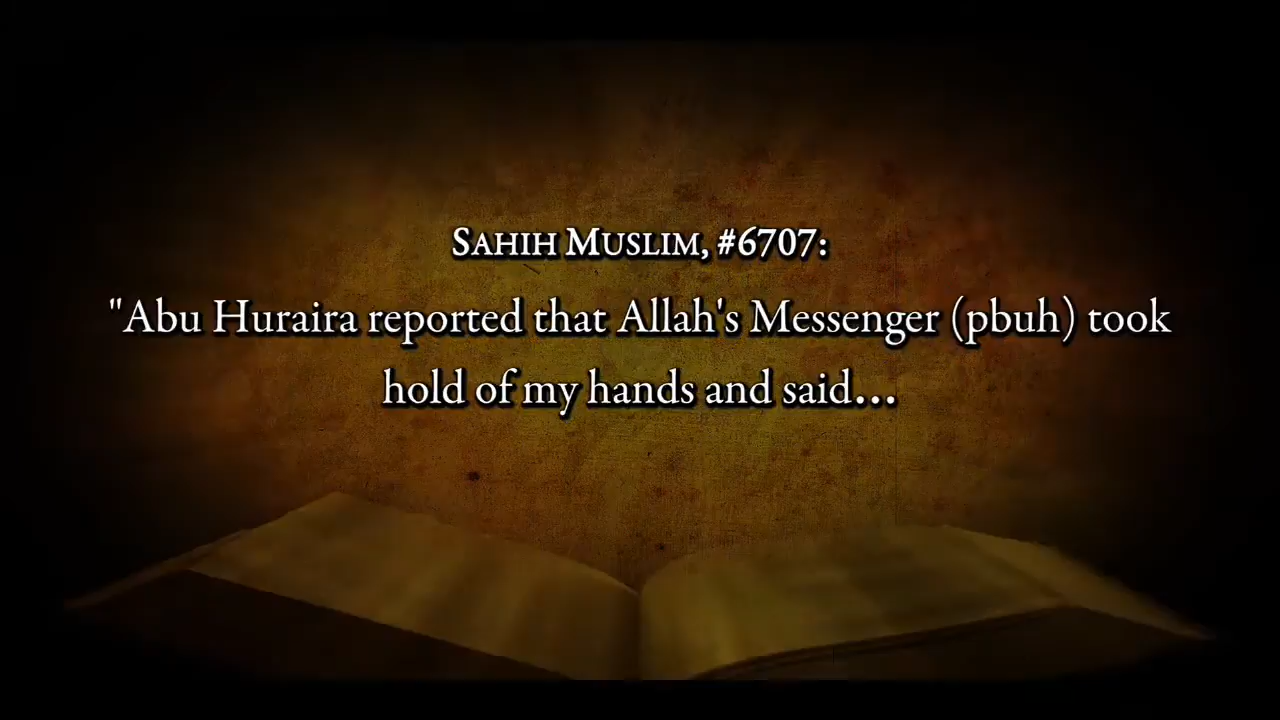 SAHIH MUSLIM, #6707:
"Abu Huraira reported that Allah's Messenger (pbuh) took
hold of my hands and said...